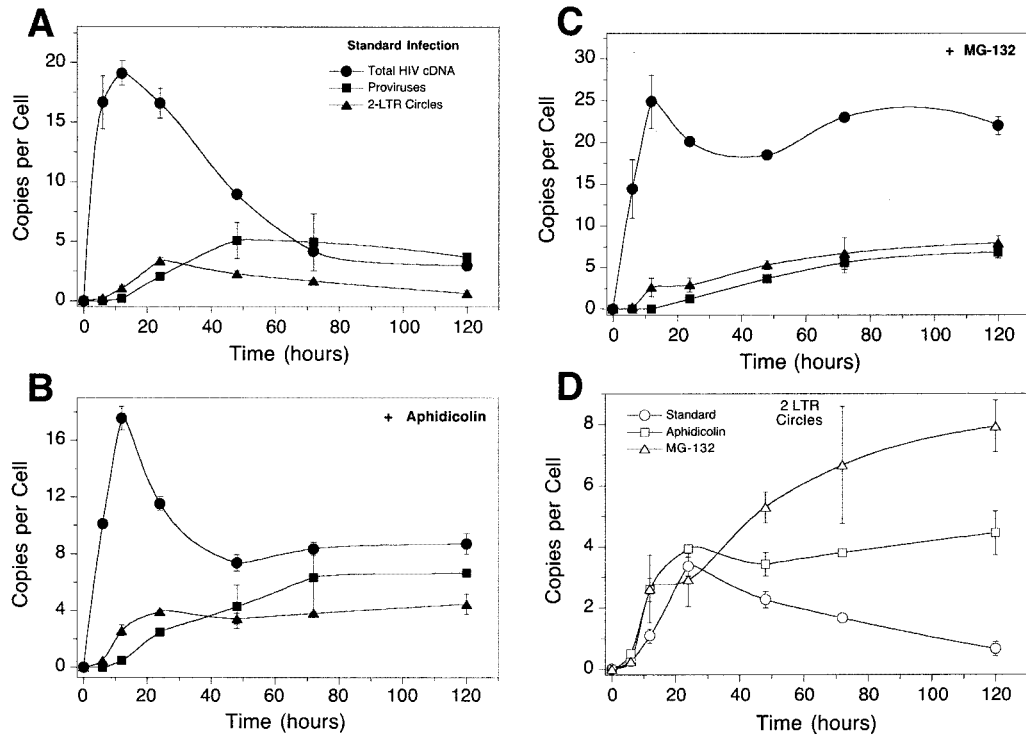 A
Standard Infection
Total HIV cDNA
Proviruses
2-LTR Circles
Copies per Cell
20
15
10
5
0
0 20 40 60 80 100 120
Time (hours)
B
+ Aphidicolin
Copies per Cell
16
12
8
4
0
0 20 40 60 80 100 120
Time (hours)
C
+ MG-132
Copies per Cell
30
25
20
15
10
5
0
0 20 40 60 80 100 120
Time (hours)
D
2 LTR
Circles
Standard
Aphidicolin
MG-132
Copies per Cell
8
6
4
2
0
0 20 40 60 80 100 120
Time (hours)